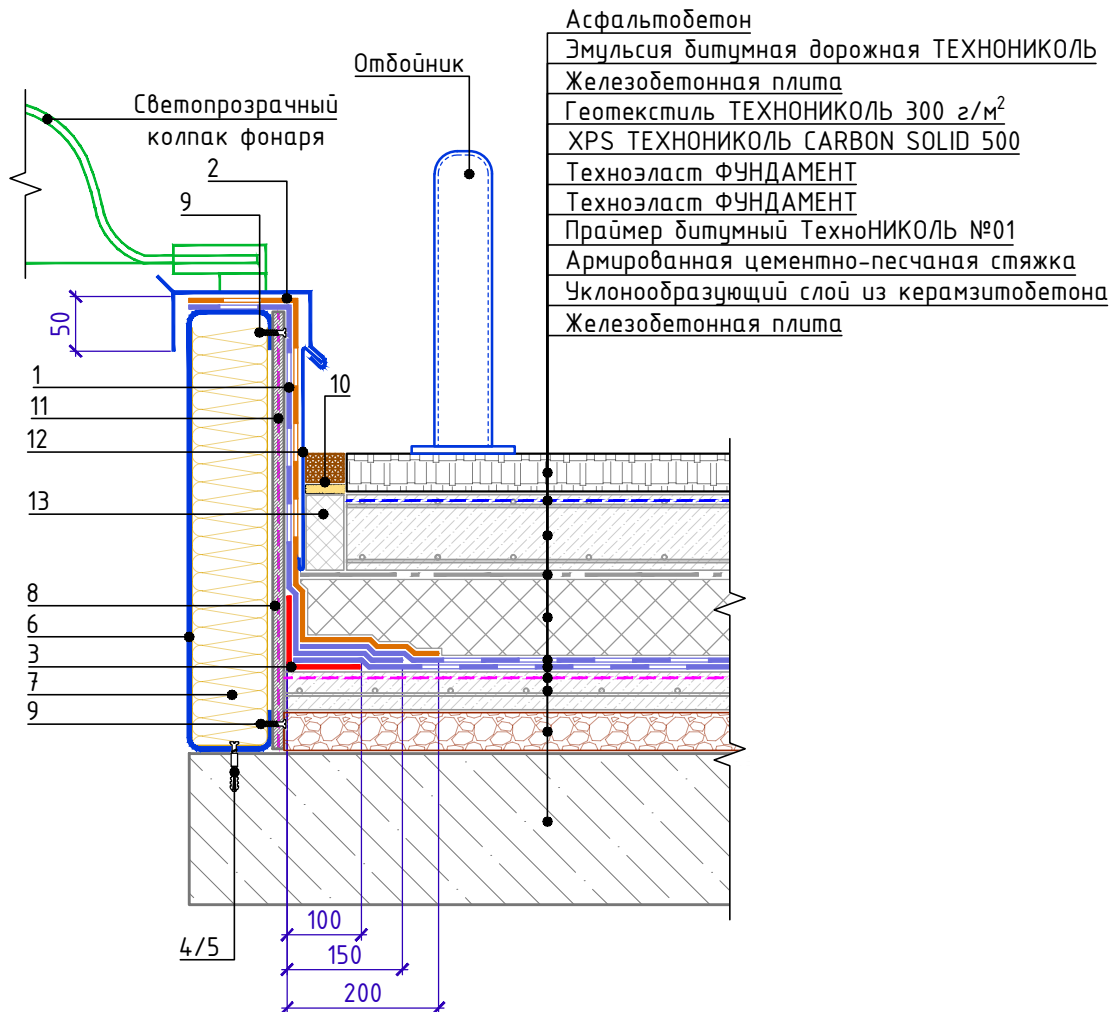 Асфальтобетон
Эмульсия битумная дорожная ТЕХНОНИКОЛЬ
Железобетонная плита
Геотекстиль ТЕХНОНИКОЛЬ 300 г/м²
XPS ТЕХНОНИКОЛЬ CARBON SOLID 500
Техноэласт ФУНДАМЕНТ
Техноэласт ФУНДАМЕНТ
Праймер битумный ТехноНИКОЛЬ №01
Армированная цементно-песчаная стяжка
Уклонообразующий слой из керамзитобетона
Железобетонная плита
Отбойник
Светопрозрачный
колпак фонаря
2
9
50
1
10
11
12
13
8
6
3
7
9
4/5
100
150
200